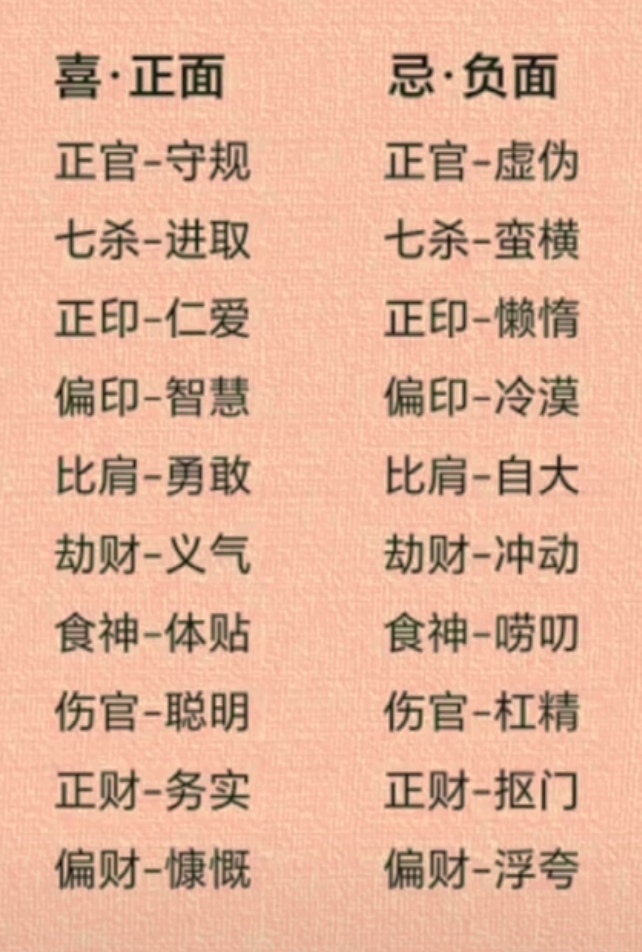 喜·正面
正官-守规
七杀-进取
正印-仁爱
偏印-智慧
比肩-勇敢
劫财-义气
食神-体贴
伤官-聪明
正财-务实
偏财-慷慨
忌·负面
正官-虚伪
七杀-蛮横
正印-懒惰
偏印-冷漠
比肩-自大
劫财-冲动
食神-唠叨
伤官-杠精
正财-抠门
偏财-浮夸